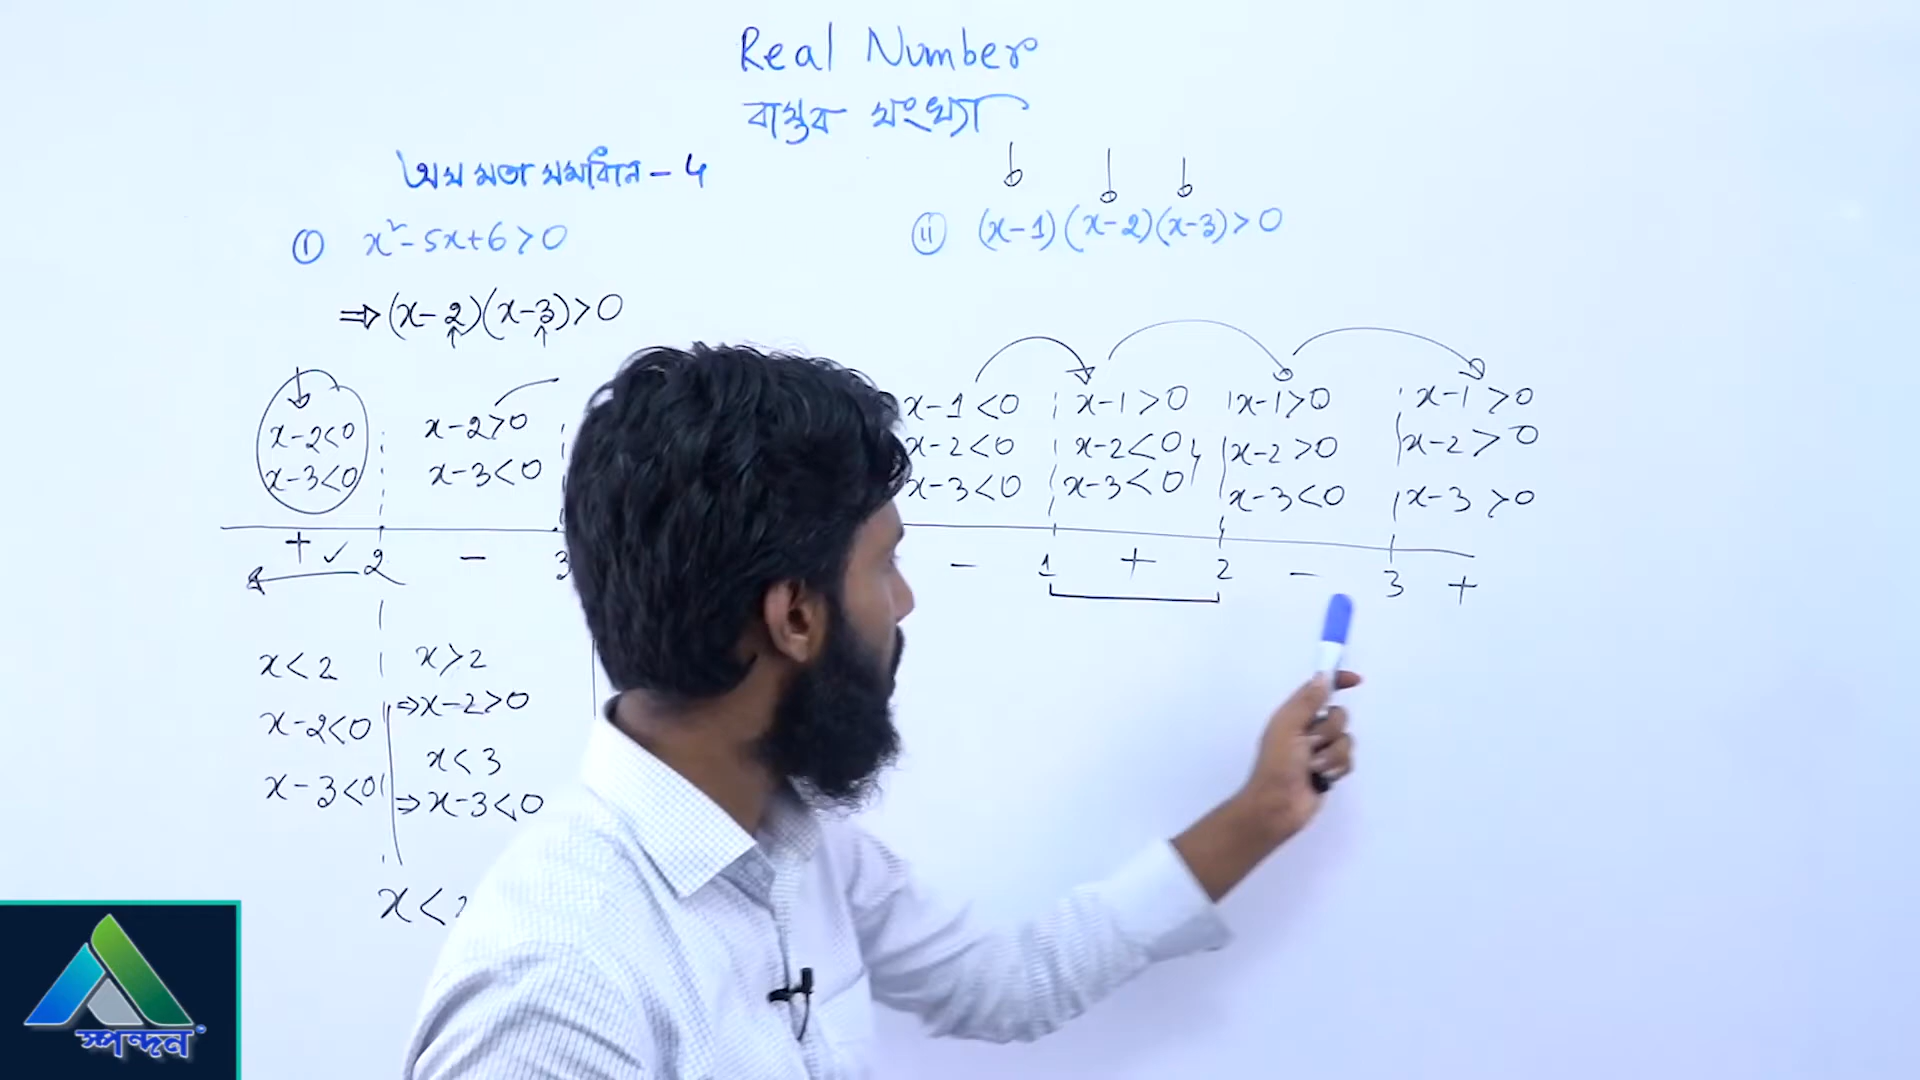 Real Number
বাস্তব সংখ্যা
অসমতা সমাধান - 4
(i) x² - 5x + 6 > 0
⇒ (x - 2)(x - 3) > 0
x - 2 < 0
x - 3 < 0
x - 2 > 0
x - 3 < 0
+ ✓ 2 - 3
x < 2
x - 2 < 0
x - 3 < 0
x > 2
⇒ x - 2 > 0
x < 3
⇒ x - 3 < 0
x <
(ii) (x - 1)(x - 2)(x - 3) > 0
x - 1 < 0
x - 2 < 0
x - 3 < 0
x - 1 > 0
x - 2 < 0
x - 3 < 0
x - 1 > 0
x - 2 > 0
x - 3 < 0
x - 1 > 0
x - 2 > 0
x - 3 > 0
- 1 + 2 - 3 +
স্পন্দন